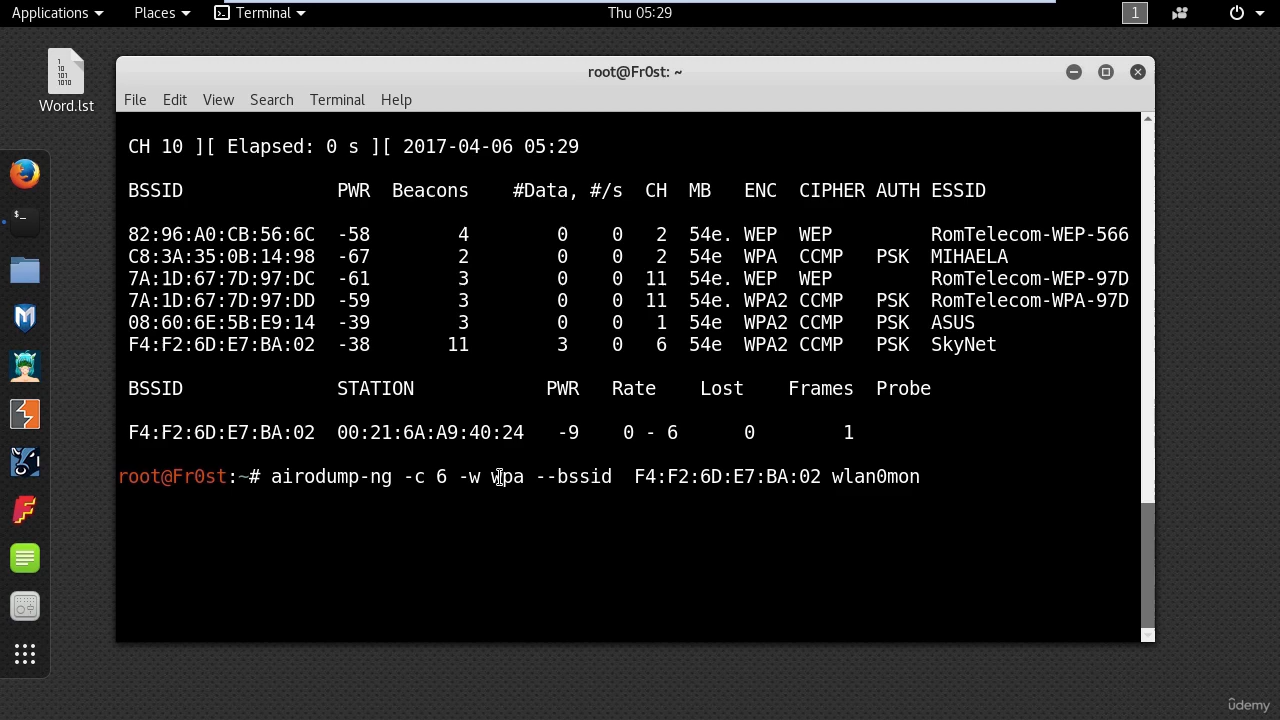 Applications Places Terminal Thu 05:29 1
Word.lst
root@Fr0st: ~
File Edit View Search Terminal Help
CH 10 ][ Elapsed: 0 s ][ 2017-04-06 05:29
BSSID PWR Beacons #Data, #/s CH MB ENC CIPHER AUTH ESSID
82:96:A0:CB:56:6C -58 4 0 0 2 54e. WEP WEP RomTelecom-WEP-566
C8:3A:35:0B:14:98 -67 2 0 0 2 54e WPA CCMP PSK MIHAELA
7A:1D:67:7D:97:DC -61 3 0 0 11 54e. WEP WEP RomTelecom-WEP-97D
7A:1D:67:7D:97:DD -59 3 0 0 11 54e. WPA2 CCMP PSK RomTelecom-WPA-97D
08:60:6E:5B:E9:14 -39 3 0 0 1 54e WPA2 CCMP PSK ASUS
F4:F2:6D:E7:BA:02 -38 11 3 0 6 54e WPA2 CCMP PSK SkyNet
BSSID STATION PWR Rate Lost Frames Probe
F4:F2:6D:E7:BA:02 00:21:6A:A9:40:24 -9 0 - 6 0 1
root@Fr0st:~# airodump-ng -c 6 -w wpa --bssid F4:F2:6D:E7:BA:02 wlan0mon
ûdemy